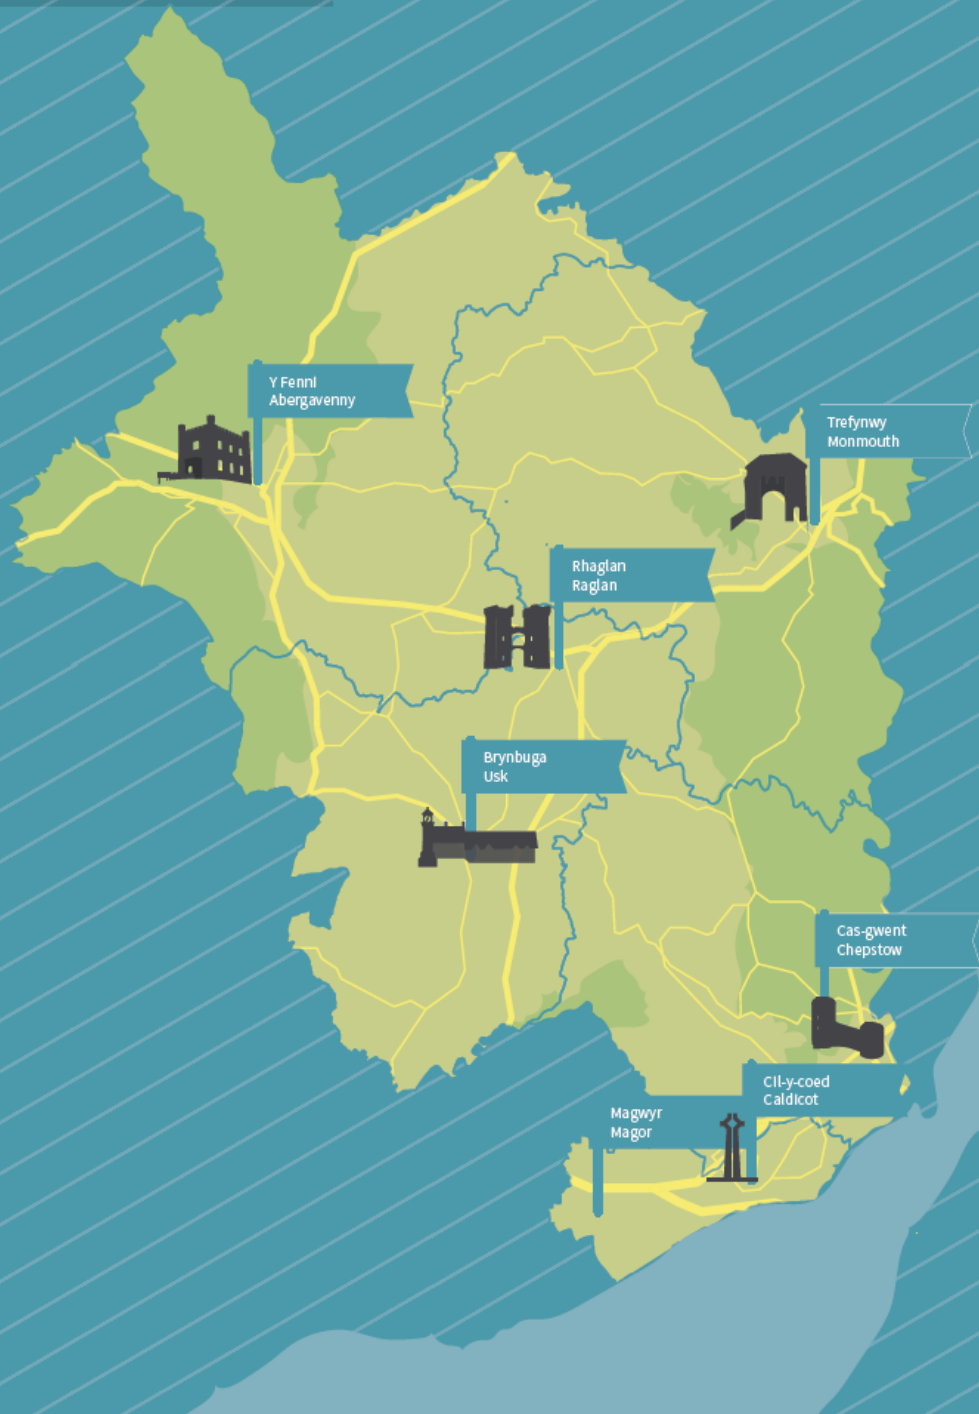 Y Fenni
Abergavenny
Trefynwy
Monmouth
Rhaglan
Raglan
Brynbuga
Usk
Cas-gwent
Chepstow
Cil-y-coed
Caldicot
Magwyr
Magor